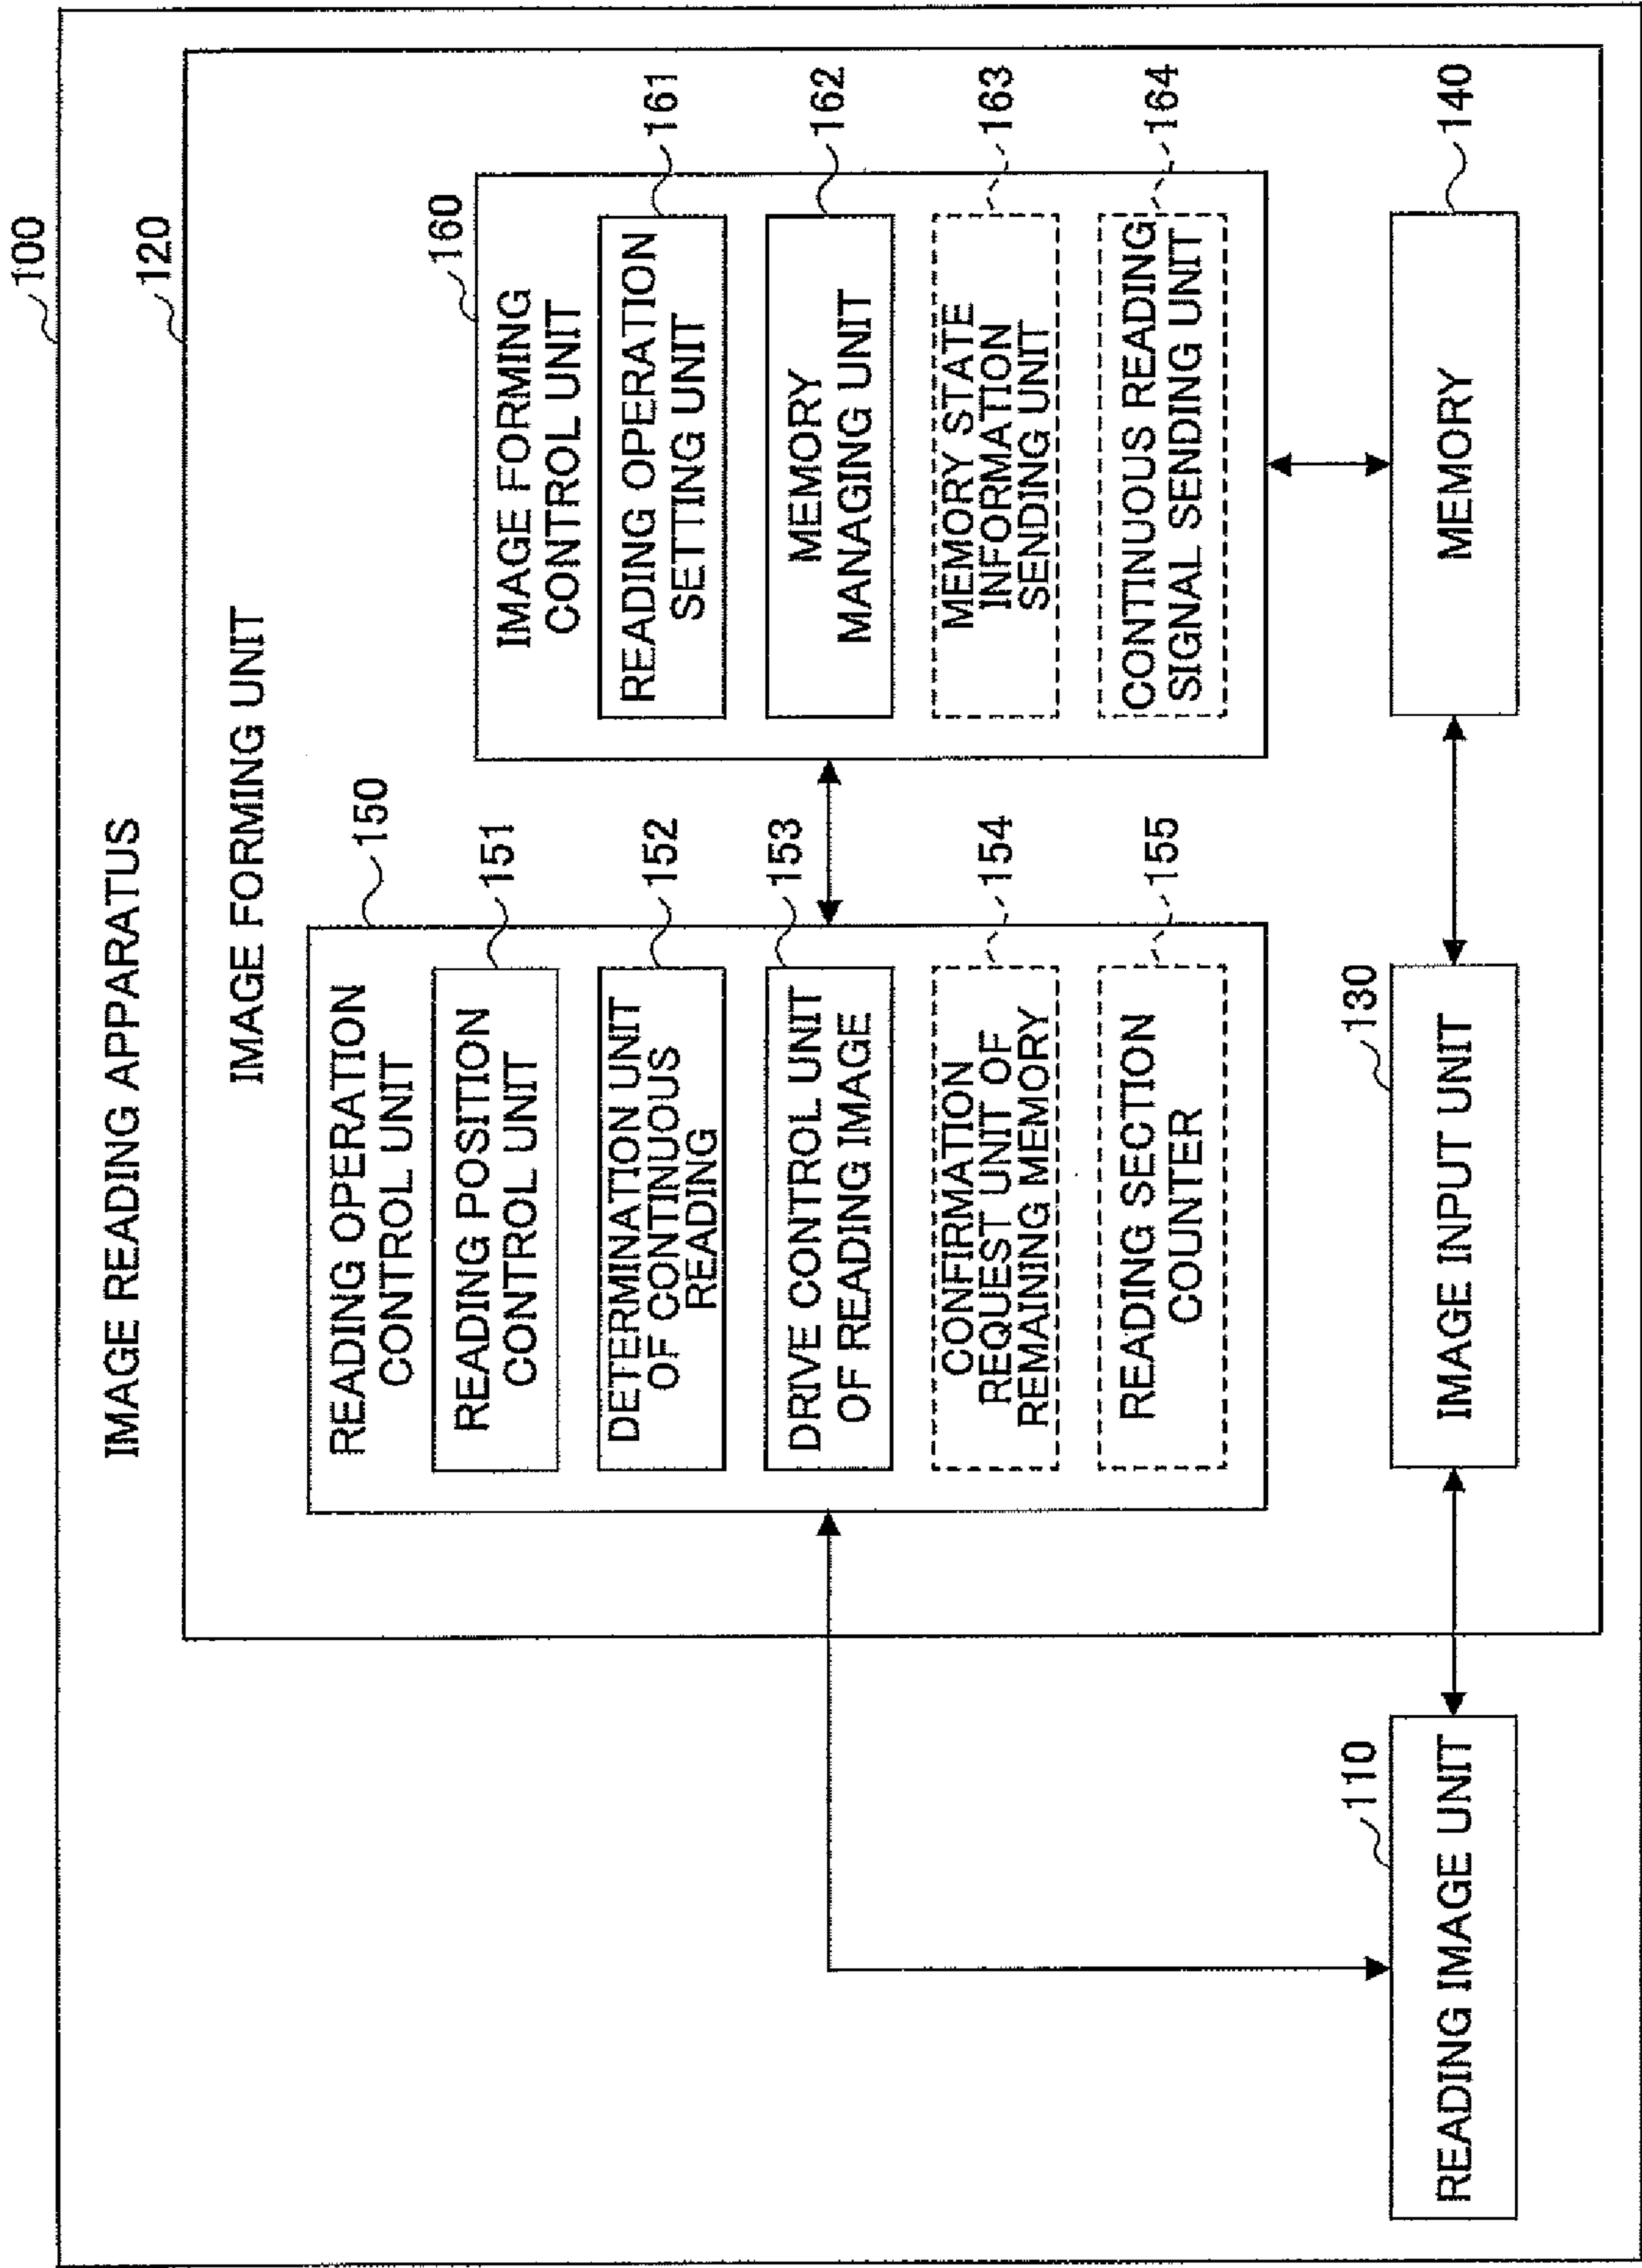 100
IMAGE READING APPARATUS
120
IMAGE FORMING UNIT
150
READING OPERATION
CONTROL UNIT
151
READING POSITION
CONTROL UNIT
152
DETERMINATION UNIT
OF CONTINUOUS
READING
153
DRIVE CONTROL UNIT
OF READING IMAGE
154
CONFIRMATION
REQUEST UNIT OF
REMAINING MEMORY
155
READING SECTION
COUNTER
160
IMAGE FORMING
CONTROL UNIT
161
READING OPERATION
SETTING UNIT
162
MEMORY
MANAGING UNIT
163
MEMORY STATE
INFORMATION
SENDING UNIT
164
CONTINUOUS READING
SIGNAL SENDING UNIT
110
READING IMAGE UNIT
130
IMAGE INPUT UNIT
140
MEMORY